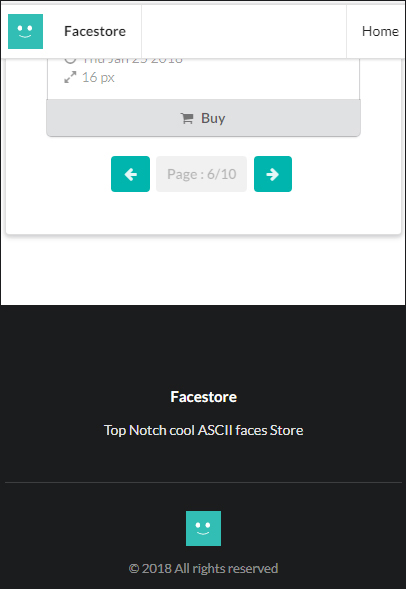 Facestore
Home
Thu Jan 25 2018
16 px
Buy
Page : 6/10
Facestore
Top Notch cool ASCII faces Store
© 2018 All rights reserved